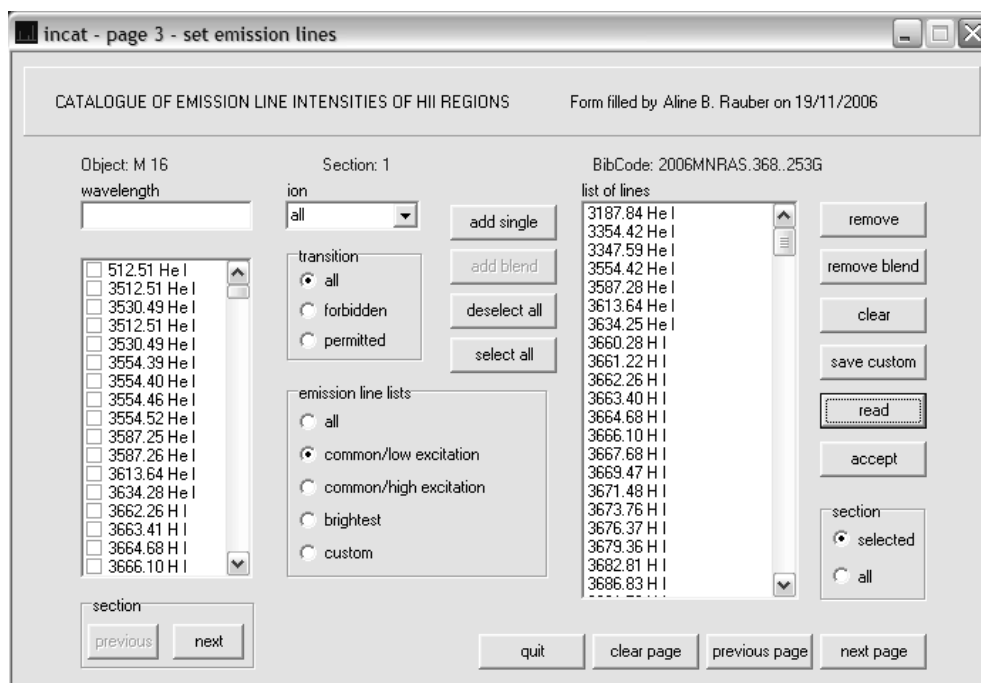 incat - page 3 - set emission lines
CATALOGUE OF EMISSION LINE INTENSITIES OF HII REGIONS
Form filled by Aline B. Rauber on 19/11/2006
Object: M 16
Section: 1
BibCode: 2006MNRAS.368..253G
wavelength
ion
all
list of lines
512.51 He I
3512.51 He I
3530.49 He I
3512.51 He I
3530.49 He I
3554.39 He I
3554.40 He I
3554.46 He I
3554.52 He I
3587.25 He I
3587.26 He I
3613.64 He I
3634.28 He I
3662.26 H I
3663.41 H I
3664.68 H I
3666.10 H I
section
previous
next
transition
all
forbidden
permitted
emission line lists
all
common/low excitation
common/high excitation
brightest
custom
add single
add blend
deselect all
select all
3187.84 He I
3354.42 He I
3347.59 He I
3554.42 He I
3587.28 He I
3613.64 He I
3634.25 He I
3660.28 H I
3661.22 H I
3662.26 H I
3663.40 H I
3664.68 H I
3666.10 H I
3667.68 H I
3669.47 H I
3671.48 H I
3673.76 H I
3676.37 H I
3679.36 H I
3682.81 H I
3686.83 H I
remove
remove blend
clear
save custom
read
accept
section
selected
all
quit
clear page
previous page
next page